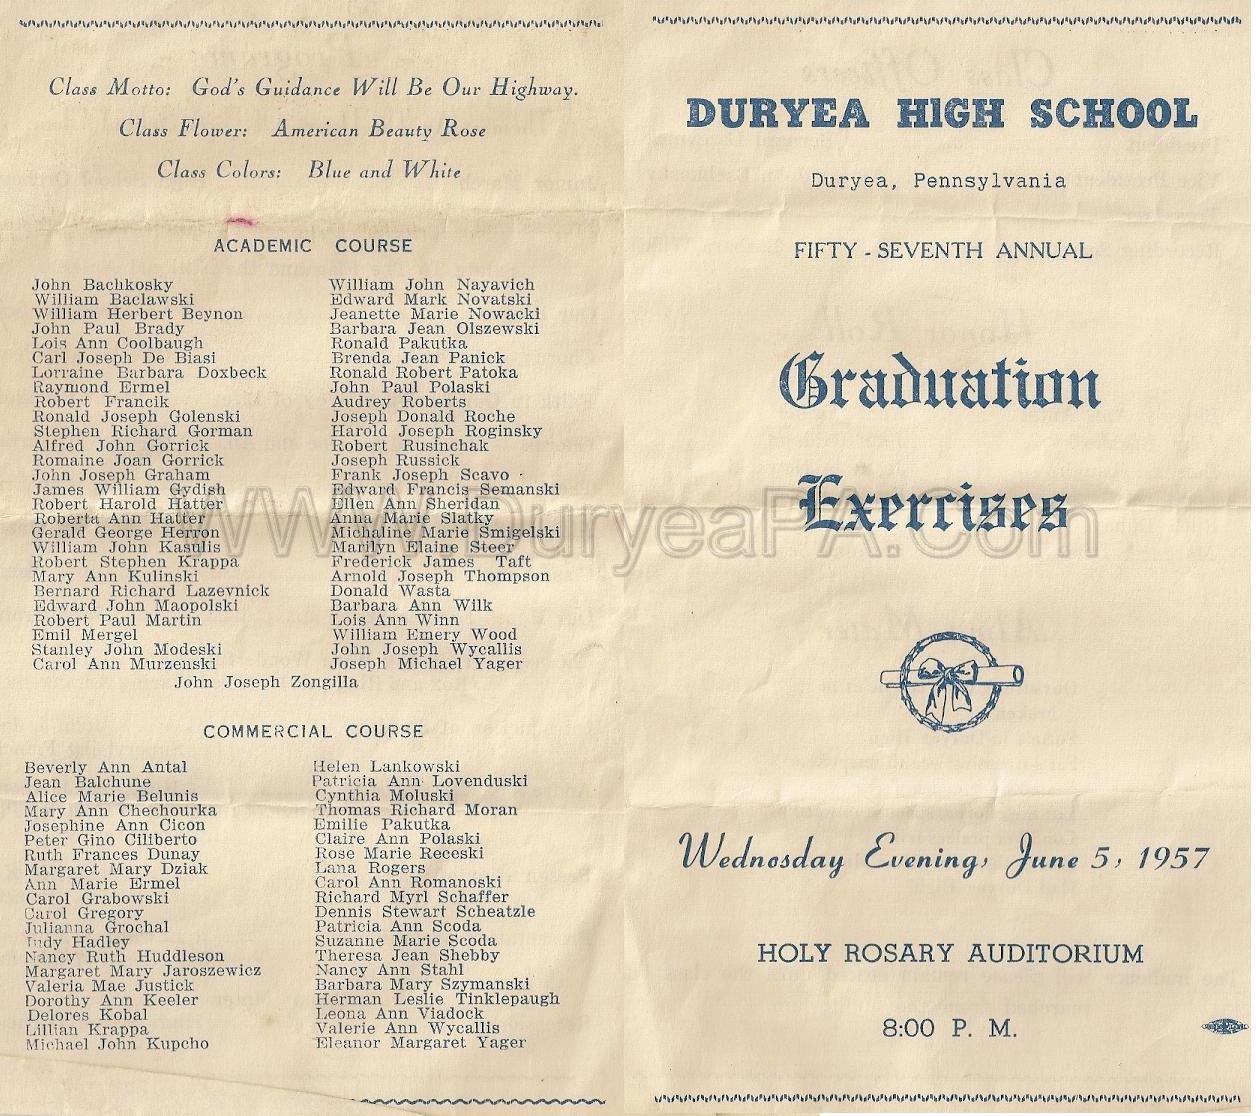 Class Motto: God's Guidance Will Be Our Highway.
Class Flower: American Beauty Rose
Class Colors: Blue and White
ACADEMIC COURSE
John Bachkosky
William Baclawski
William Herbert Beynon
John Paul Brady
Lois Ann Coolbaugh
Carl Joseph De Biasi
Lorraine Barbara Doxbeck
Raymond Ermel
Robert Francik
Ronald Joseph Golenski
Stephen Richard Gorman
Alfred John Gorrick
Romaine Joan Gorrick
John Joseph Graham
James William Gydish
Robert Harold Hatter
Roberta Ann Hatter
Gerald George Herron
William John Kasulis
Robert Stephen Krappa
Mary Ann Kulinski
Bernard Richard Lazevnick
Edward John Maopolski
Robert Paul Martin
Emil Mergel
Stanley John Modeski
Carol Ann Murzenski
William John Nayavich
Edward Mark Novatski
Jeanette Marie Nowacki
Barbara Jean Olszewski
Ronald Pakutka
Brenda Jean Panick
Ronald Robert Patoka
John Paul Polaski
Audrey Roberts
Joseph Donald Roche
Harold Joseph Roginsky
Robert Rusinchak
Joseph Russick
Frank Joseph Scavo
Edward Francis Semanski
Ellen Ann Sheridan
Anna Marie Slatky
Michaline Marie Smigelski
Marilyn Elaine Steer
Frederick James Taft
Arnold Joseph Thompson
Donald Wasta
Barbara Ann Wilk
Lois Ann Winn
William Emery Wood
John Joseph Wycallis
Joseph Michael Yager
John Joseph Zongilla
COMMERCIAL COURSE
Beverly Ann Antal
Jean Balchune
Alice Marie Belunis
Mary Ann Chechourka
Josephine Ann Cicon
Peter Gino Ciliberto
Ruth Frances Dunay
Margaret Mary Dziak
Ann Marie Ermel
Carol Grabowski
Carol Gregory
Julianna Grochal
Judy Hadley
Nancy Ruth Huddleson
Margaret Mary Jaroszewicz
Valeria Mae Justick
Dorothy Ann Keeler
Delores Kobal
Lillian Krappa
Michael John Kupcho
Helen Lankowski
Patricia Ann Lovenduski
Cynthia Moluski
Thomas Richard Moran
Emilie Pakutka
Claire Ann Polaski
Rose Marie Receski
Lana Rogers
Carol Ann Romanoski
Richard Myrl Schaffer
Dennis Stewart Scheatzle
Patricia Ann Scoda
Suzanne Marie Scoda
Theresa Jean Shebby
Nancy Ann Stahl
Barbara Mary Szymanski
Herman Leslie Tinklepaugh
Leona Ann Viadock
Valerie Ann Wycallis
Eleanor Margaret Yager
DURYEA HIGH SCHOOL
Duryea, Pennsylvania
FIFTY - SEVENTH ANNUAL
Graduation
Exercises
Wednesday Evening, June 5, 1957
HOLY ROSARY AUDITORIUM
8:00 P. M.
WWW.DuryeaPA.Com